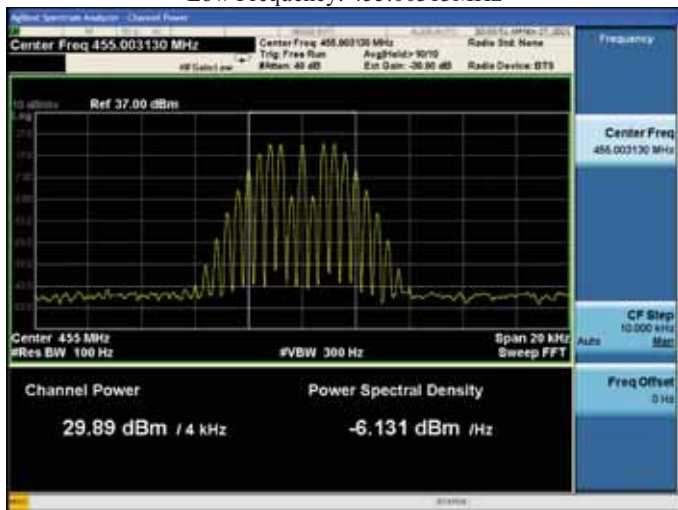 Agilent Spectrum Analyzer - Channel Power
Center Freq 455.003130 MHz
#IFGain:Low
Center Freq: 455.003130 MHz
Trig: Free Run
Avg|Hold:> 10/10
#Atten: 40 dB
Ext Gain: -30.00 dB
Radio Std: None
Radio Device: BTS
10 dB/div
Ref 37.00 dBm
Log
Center 455 MHz
Span 20 kHz
#Res BW 100 Hz
#VBW 300 Hz
Sweep FFT
Channel Power
Power Spectral Density
29.89 dBm / 4 kHz
-6.131 dBm /Hz
Frequency
Center Freq
455.003130 MHz
CF Step
10.000 kHz
Auto Man
Freq Offset
0 Hz
MSG
STATUS